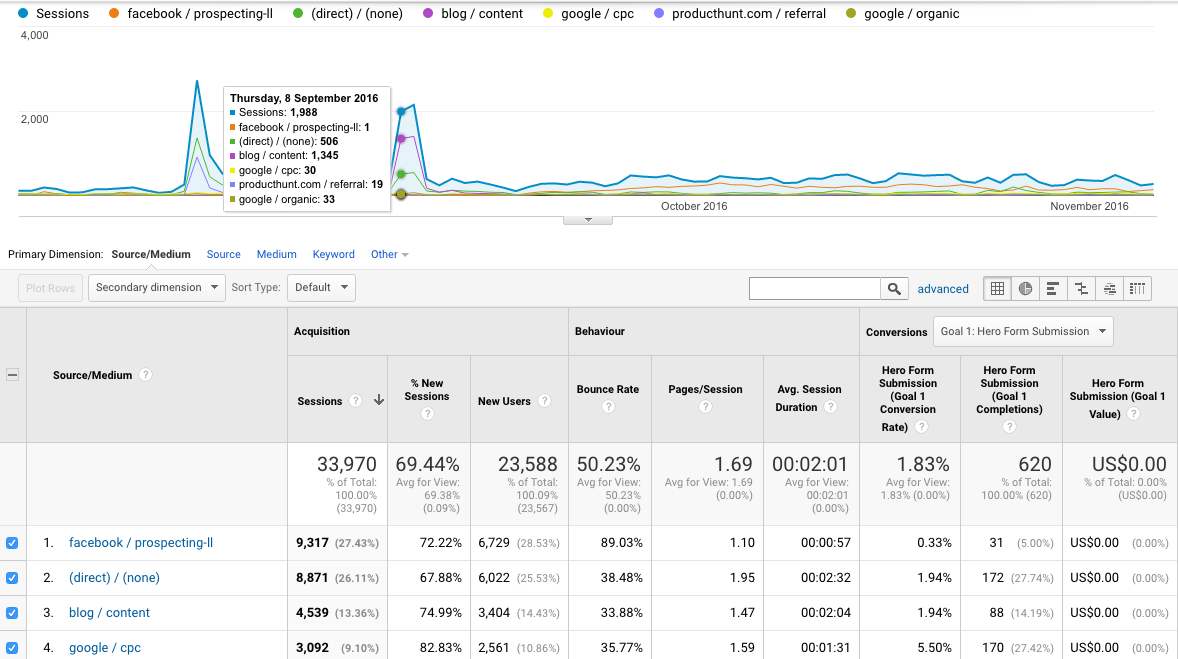 Sessions facebook / prospecting-ll (direct) / (none) blog / content google / cpc producthunt.com / referral google / organic
4,000
2,000
Thursday, 8 September 2016
Sessions: 1,988
facebook / prospecting-ll: 1
(direct) / (none): 506
blog / content: 1,345
google / cpc: 30
producthunt.com / referral: 19
google / organic: 33
October 2016 November 2016
Primary Dimension: Source/Medium Source Medium Keyword Other
Plot Rows Secondary dimension Sort Type: Default advanced
Acquisition Behaviour Conversions Goal 1: Hero Form Submission
Source/Medium ?
Sessions ?
% New
Sessions
?
New Users ?
Bounce Rate
?
Pages/Session
?
Avg. Session
Duration ?
Hero Form
Submission
(Goal 1
Conversion
Rate) ?
Hero Form
Submission
(Goal 1
Completions)
?
Hero Form
Submission (Goal 1
Value) ?
33,970
% of Total:
100.00%
(33,970)
69.44%
Avg for View:
69.38%
(0.09%)
23,588
% of Total:
100.09%
(23,567)
50.23%
Avg for View:
50.23%
(0.00%)
1.69
Avg for View: 1.69
(0.00%)
00:02:01
Avg for View:
00:02:01
(0.00%)
1.83%
Avg for View:
1.83% (0.00%)
620
% of Total:
100.00% (620)
US$0.00
% of Total: 0.00%
(US$0.00)
1. facebook / prospecting-ll 9,317 (27.43%) 72.22% 6,729 (28.53%) 89.03% 1.10 00:00:57 0.33% 31 (5.00%) US$0.00 (0.00%)
2. (direct) / (none) 8,871 (26.11%) 67.88% 6,022 (25.53%) 38.48% 1.95 00:02:32 1.94% 172 (27.74%) US$0.00 (0.00%)
3. blog / content 4,539 (13.36%) 74.99% 3,404 (14.43%) 33.88% 1.47 00:02:04 1.94% 88 (14.19%) US$0.00 (0.00%)
4. google / cpc 3,092 (9.10%) 82.83% 2,561 (10.86%) 35.77% 1.59 00:01:31 5.50% 170 (27.42%) US$0.00 (0.00%)